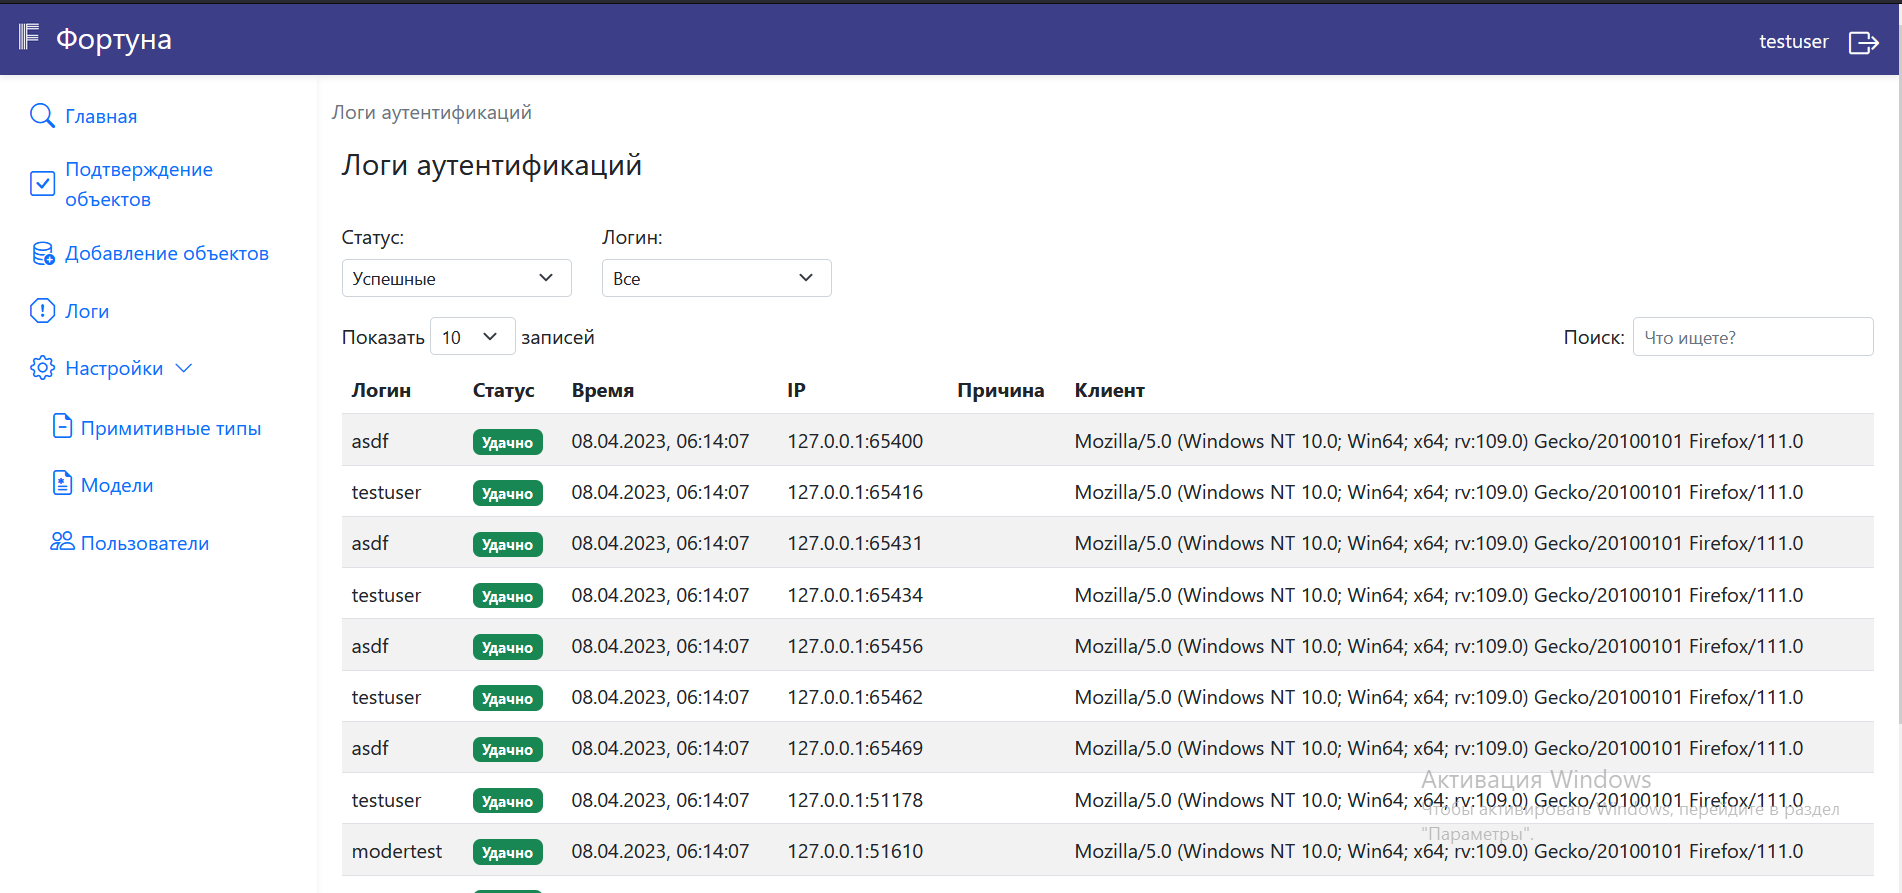 Фортуна
testuser
Главная
Подтверждение
объектов
Добавление объектов
Логи
Настройки
Примитивные типы
Модели
Пользователи
Логи аутентификаций
Логи аутентификаций
Статус: Логин:
Успешные Все
Показать 10 записей Поиск: Что ищете?
Логин Статус Время IP Причина Клиент
asdf Удачно 08.04.2023, 06:14:07 127.0.0.1:65400 Mozilla/5.0 (Windows NT 10.0; Win64; x64; rv:109.0) Gecko/20100101 Firefox/111.0
testuser Удачно 08.04.2023, 06:14:07 127.0.0.1:65416 Mozilla/5.0 (Windows NT 10.0; Win64; x64; rv:109.0) Gecko/20100101 Firefox/111.0
asdf Удачно 08.04.2023, 06:14:07 127.0.0.1:65431 Mozilla/5.0 (Windows NT 10.0; Win64; x64; rv:109.0) Gecko/20100101 Firefox/111.0
testuser Удачно 08.04.2023, 06:14:07 127.0.0.1:65434 Mozilla/5.0 (Windows NT 10.0; Win64; x64; rv:109.0) Gecko/20100101 Firefox/111.0
asdf Удачно 08.04.2023, 06:14:07 127.0.0.1:65456 Mozilla/5.0 (Windows NT 10.0; Win64; x64; rv:109.0) Gecko/20100101 Firefox/111.0
testuser Удачно 08.04.2023, 06:14:07 127.0.0.1:65462 Mozilla/5.0 (Windows NT 10.0; Win64; x64; rv:109.0) Gecko/20100101 Firefox/111.0
asdf Удачно 08.04.2023, 06:14:07 127.0.0.1:65469 Mozilla/5.0 (Windows NT 10.0; Win64; x64; rv:109.0) Gecko/20100101 Firefox/111.0
testuser Удачно 08.04.2023, 06:14:07 127.0.0.1:51178 Mozilla/5.0 (Windows NT 10.0; Win64; x64; rv:109.0) Gecko/20100101 Firefox/111.0
modertest Удачно 08.04.2023, 06:14:07 127.0.0.1:51610 Mozilla/5.0 (Windows NT 10.0; Win64; x64; rv:109.0) Gecko/20100101 Firefox/111.0
Активация Windows
Чтобы активировать Windows, перейдите в раздел
"Параметры".